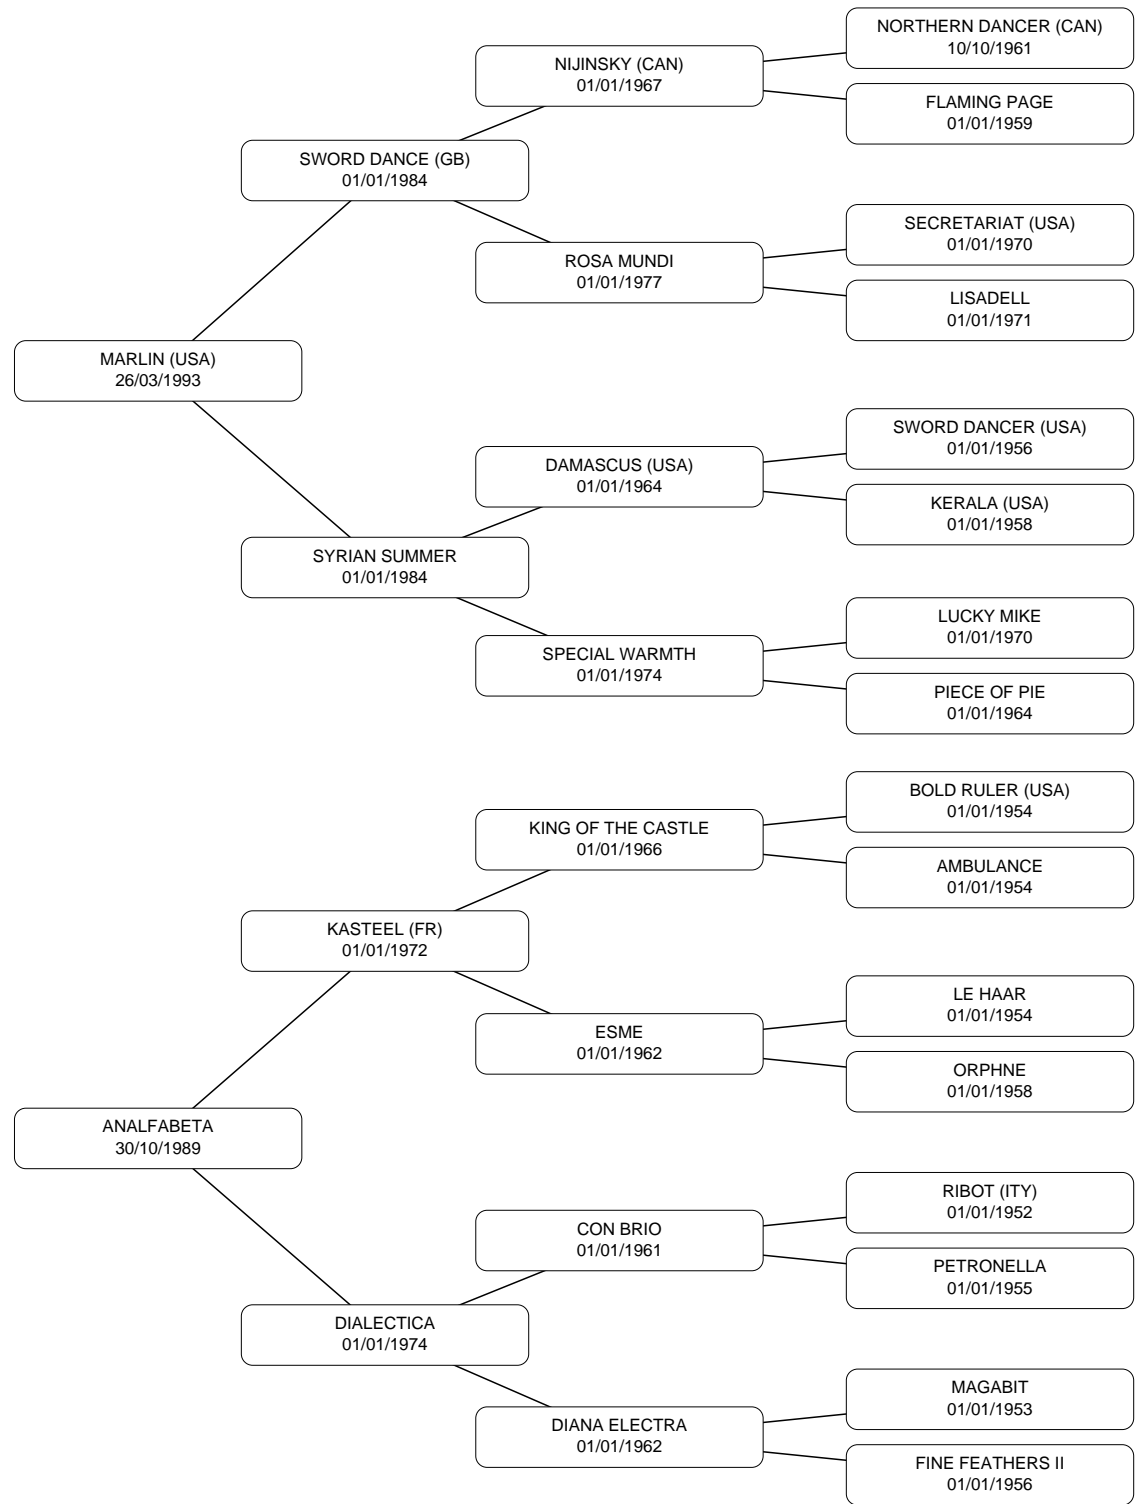 NORTHERN DANCER (CAN)
10/10/1961
NIJINSKY (CAN)
01/01/1967
FLAMING PAGE
01/01/1959
SWORD DANCE (GB)
01/01/1984
SECRETARIAT (USA)
01/01/1970
ROSA MUNDI
01/01/1977
LISADELL
01/01/1971
MARLIN (USA)
26/03/1993
SWORD DANCER (USA)
01/01/1956
DAMASCUS (USA)
01/01/1964
KERALA (USA)
01/01/1958
SYRIAN SUMMER
01/01/1984
LUCKY MIKE
01/01/1970
SPECIAL WARMTH
01/01/1974
PIECE OF PIE
01/01/1964
BOLD RULER (USA)
01/01/1954
KING OF THE CASTLE
01/01/1966
AMBULANCE
01/01/1954
KASTEEL (FR)
01/01/1972
LE HAAR
01/01/1954
ESME
01/01/1962
ORPHNE
01/01/1958
ANALFABETA
30/10/1989
RIBOT (ITY)
01/01/1952
CON BRIO
01/01/1961
PETRONELLA
01/01/1955
DIALECTICA
01/01/1974
MAGABIT
01/01/1953
DIANA ELECTRA
01/01/1962
FINE FEATHERS II
01/01/1956